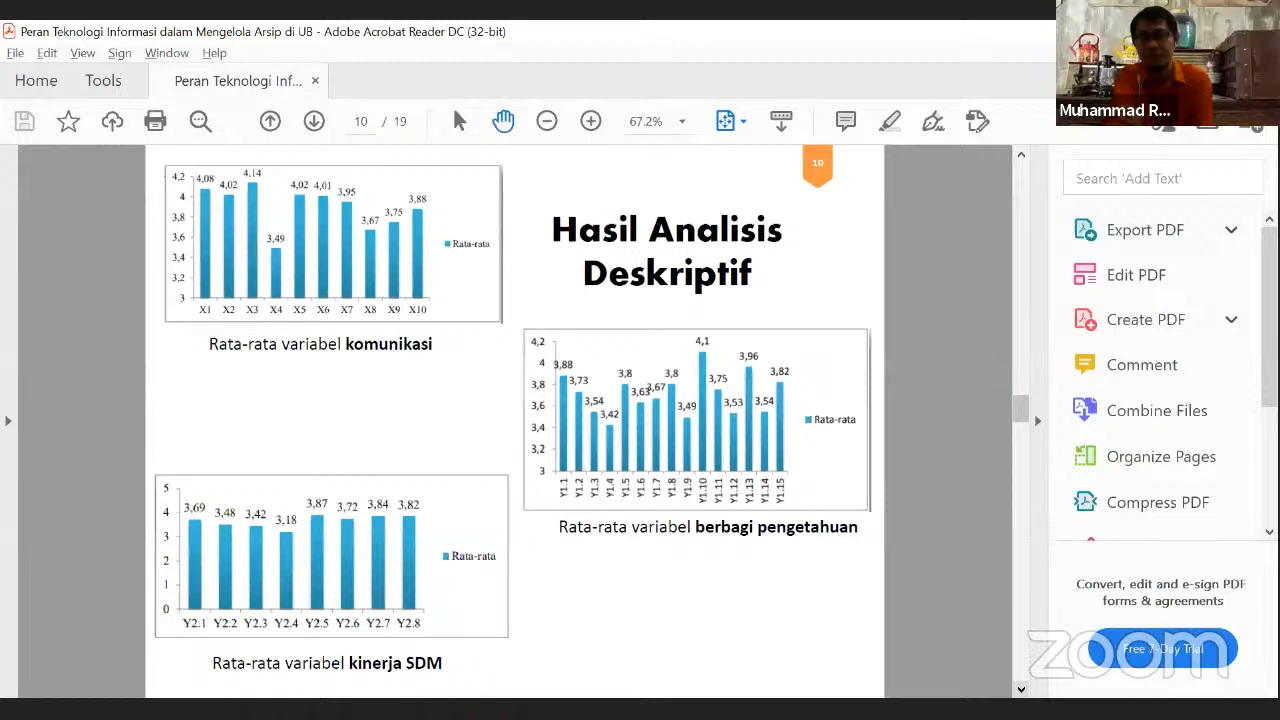 Peran Teknologi Informasi dalam Mengelola Arsip di UB - Adobe Acrobat Reader DC (32-bit)
File Edit View Sign Window Help
Home Tools Peran Teknologi Inf... ×
10 / 19 67.2%
Muhammad R...
10
Hasil Analisis
Deskriptif
4,2
4
3,8
3,6
3,4
3,2
3
4,08 4,02 4,14 3,49 4,02 4,01 3,95 3,67 3,75 3,88
X1 X2 X3 X4 X5 X6 X7 X8 X9 X10
Rata-rata
Rata-rata variabel komunikasi
4,2
4
3,8
3,6
3,4
3,2
3
3,88 3,73 3,54 3,42 3,8 3,63 3,67 3,8 3,49 4,1 3,75 3,53 3,96 3,54 3,82
Y1.1 Y1.2 Y1.3 Y1.4 Y1.5 Y1.6 Y1.7 Y1.8 Y1.9 Y1.10 Y1.11 Y1.12 Y1.13 Y1.14 Y1.15
Rata-rata
Rata-rata variabel berbagi pengetahuan
5
4
3
2
1
0
3,69 3,48 3,42 3,18 3,87 3,72 3,84 3,82
Y2.1 Y2.2 Y2.3 Y2.4 Y2.5 Y2.6 Y2.7 Y2.8
Rata-rata
Rata-rata variabel kinerja SDM
Search 'Add Text'
Export PDF
Edit PDF
Create PDF
Comment
Combine Files
Organize Pages
Compress PDF
Convert, edit and e-sign PDF
forms & agreements
Free 7-Day Trial
zoom